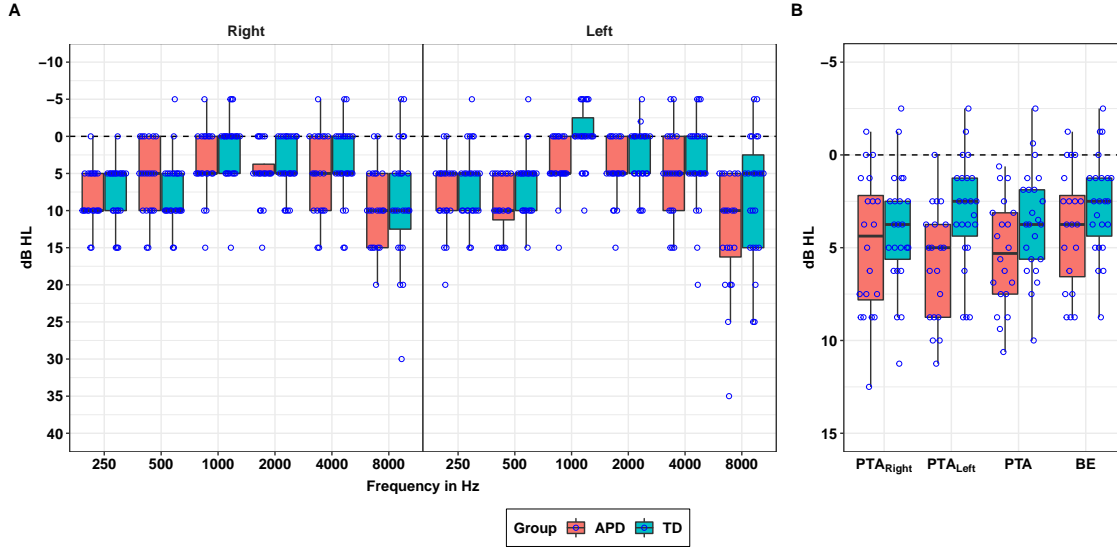 A
B
Right
Left
−10
−5
0
5
10
15
20
25
30
35
40
dB HL
250 500 1000 2000 4000 8000
250 500 1000 2000 4000 8000
Frequency in Hz
−5
0
5
10
15
dB HL
PTARight PTALeft PTA BE
Group APD TD